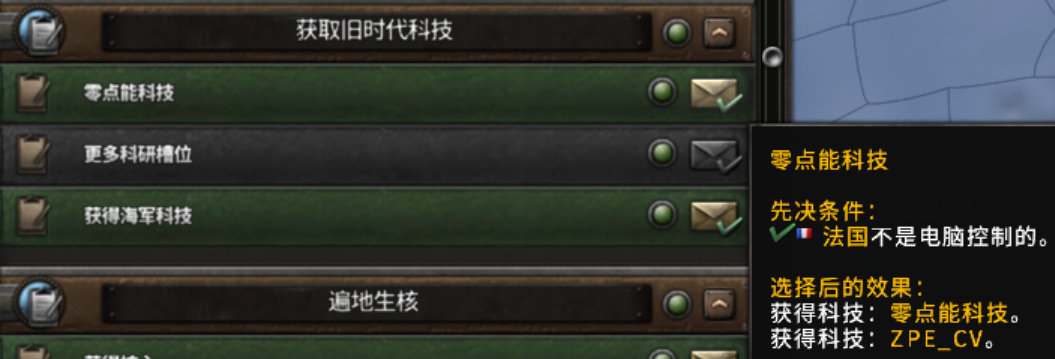 获取旧时代科技
零点能科技
更多科研槽位
获得海军科技
遍地生核
零点能科技
先决条件：
法国不是电脑控制的。
选择后的效果：
获得科技：零点能科技。
获得科技：ZPE_CV。